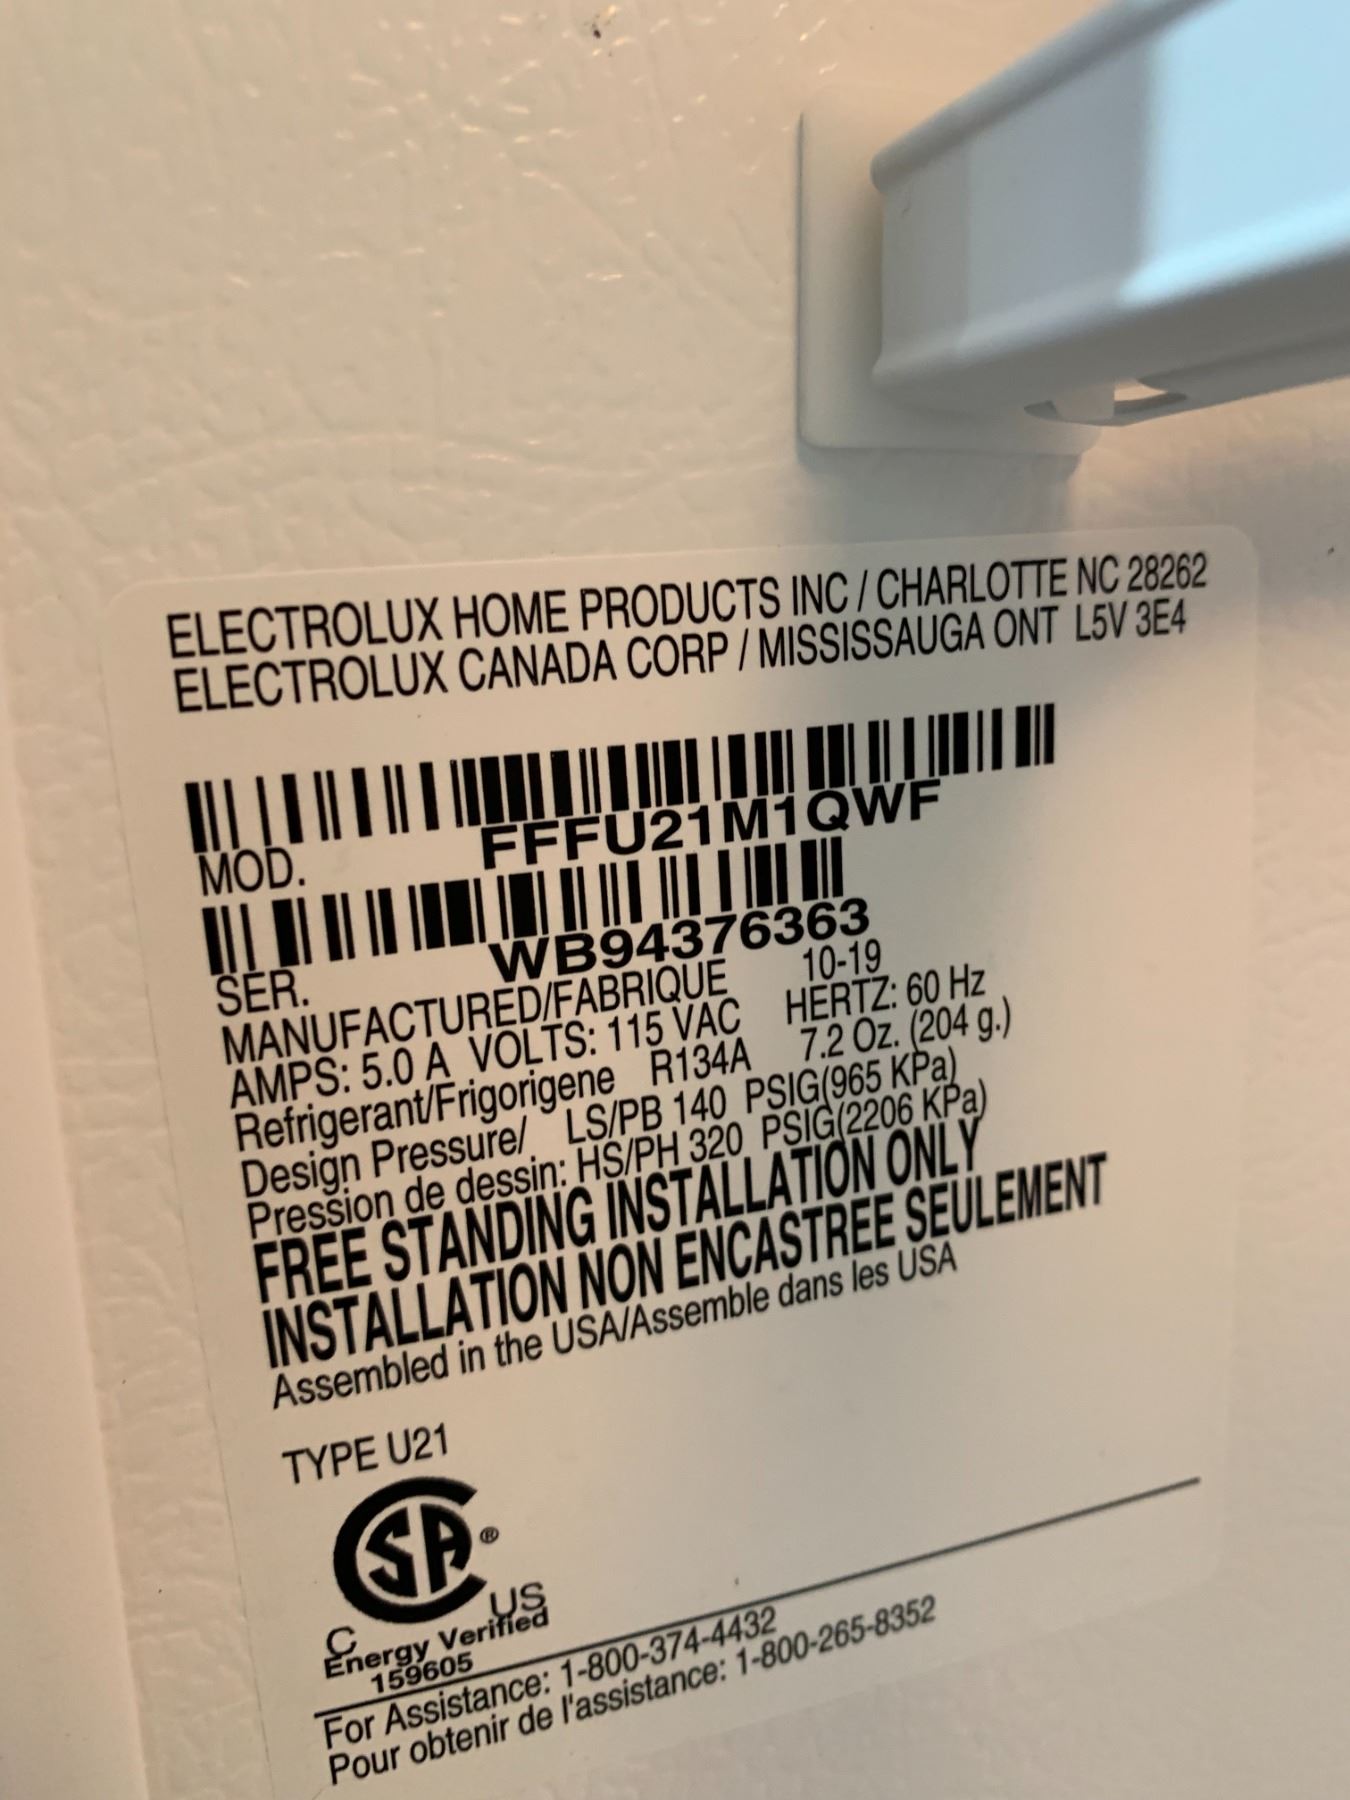 ELECTROLUX HOME PRODUCTS INC / CHARLOTTE NC 28262
ELECTROLUX CANADA CORP / MISSISSAUGA ONT L5V 3E4
MOD. FFFU21M1QWF
SER. WB94376363
MANUFACTURED/FABRIQUE 10-19
AMPS: 5.0 A VOLTS: 115 VAC HERTZ: 60 Hz
Refrigerant/Frigorigene R134A 7.2 Oz. (204 g.)
Design Pressure/ LS/PB 140 PSIG(965 KPa)
Pression de dessin: HS/PH 320 PSIG(2206 KPa)
FREE STANDING INSTALLATION ONLY
INSTALLATION NON ENCASTREE SEULEMENT
Assembled in the USA/Assemble dans les USA
TYPE U21
CSA®
C US
Energy Verified
159605
For Assistance: 1-800-374-4432
Pour obtenir de l'assistance: 1-800-265-8352